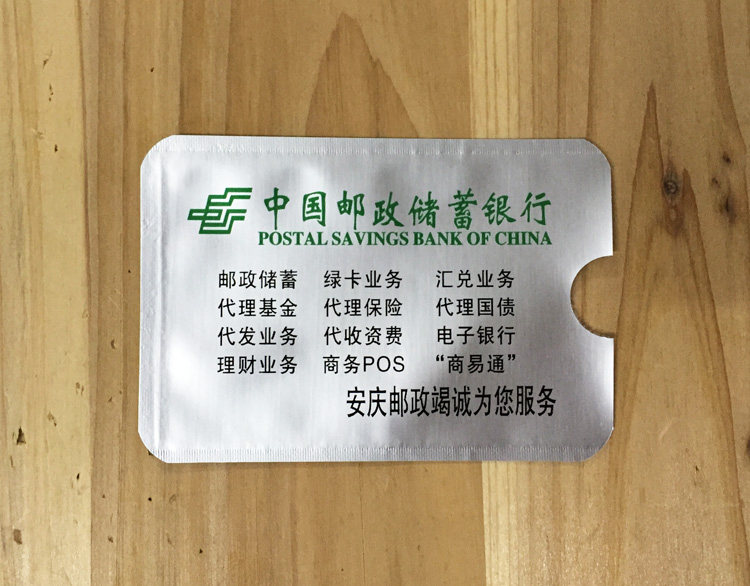 中国邮政储蓄银行
POSTAL SAVINGS BANK OF CHINA
邮政储蓄 绿卡业务 汇兑业务
代理基金 代理保险 代理国债
代发业务 代收资费 电子银行
理财业务 商务POS “商易通”
安庆邮政竭诚为您服务